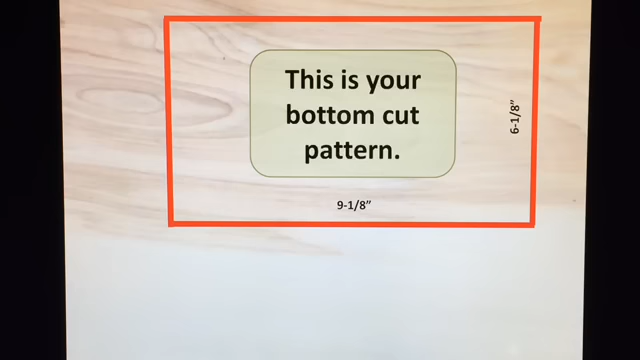 This is your
bottom cut
pattern.
6-1/8”
9-1/8”